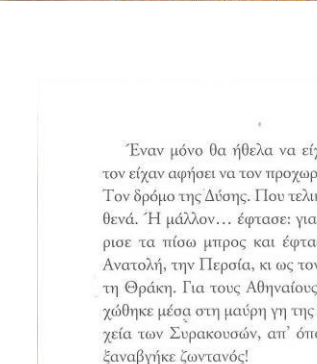 Έναν μόνο θα ήθελα να είχ
τον είχαν αφήσει να τον προχωρ
Τον δρόμο της Δύσης. Που τελι
θενά. Ή μάλλον… έφτασε: για
ρισε τα πίσω μπρος και έφτα
Ανατολή, την Περσία, κι ως τον
τη Θράκη. Για τους Αθηναίους
χώθηκε μέσα στη μαύρη γη της
χεία των Συρακουσών, απ’ όπο
ξαναβγήκε ζωντανός!